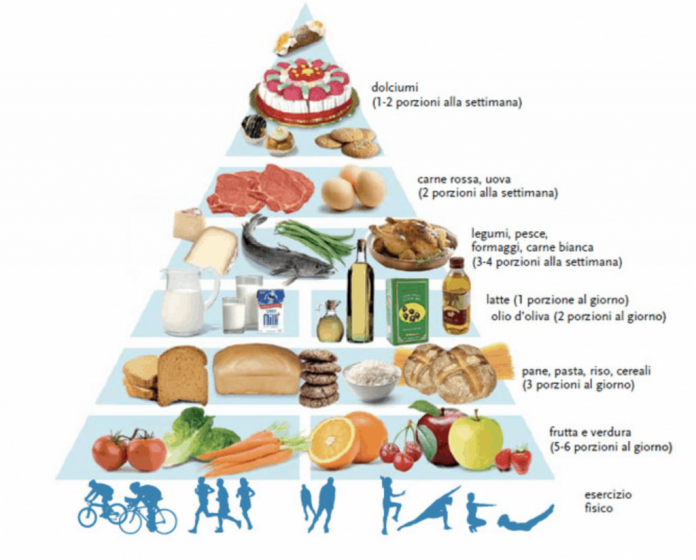 dolciumi
(1-2 porzioni alla settimana)
carne rossa, uova
(2 porzioni alla settimana)
legumi, pesce,
formaggi, carne bianca
(3-4 porzioni alla settimana)
latte (1 porzione al giorno)
olio d'oliva (2 porzioni al giorno)
pane, pasta, riso, cereali
(3 porzioni al giorno)
frutta e verdura
(5-6 porzioni al giorno)
esercizio
fisico